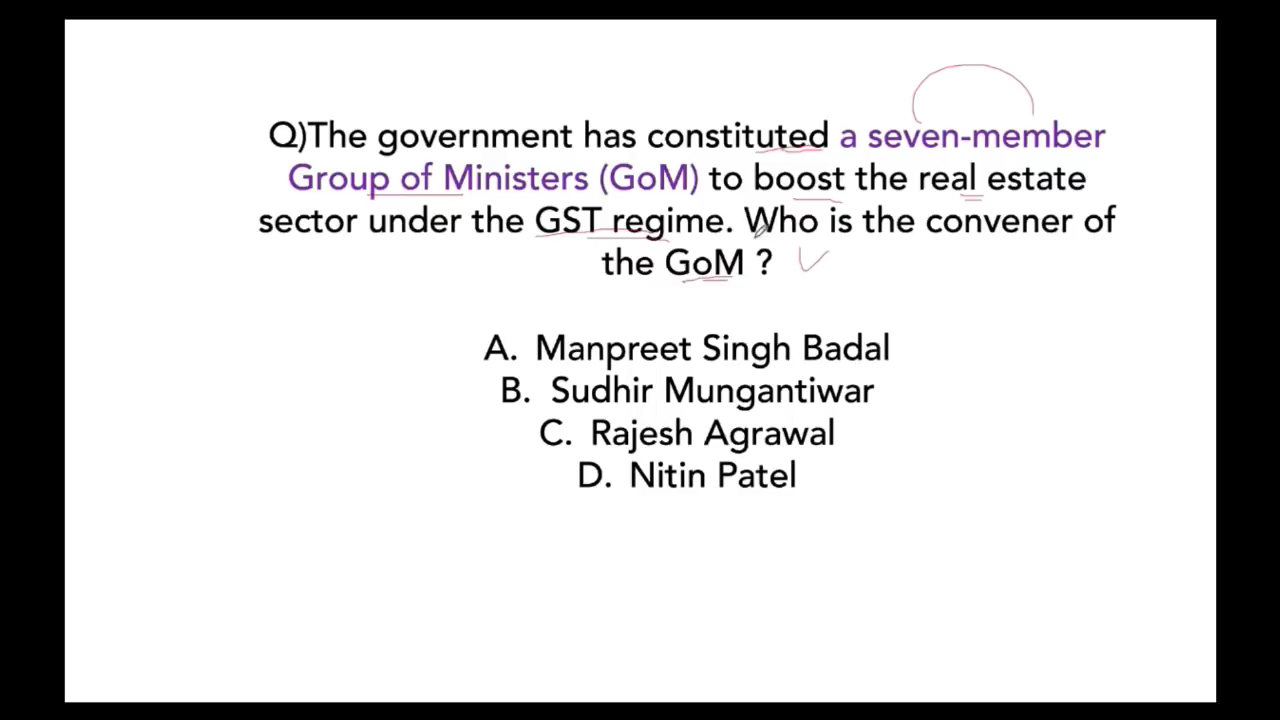 Q)The government has constituted a seven-member
Group of Ministers (GoM) to boost the real estate
sector under the GST regime. Who is the convener of
the GoM ?
A. Manpreet Singh Badal
B. Sudhir Mungantiwar
C. Rajesh Agrawal
D. Nitin Patel